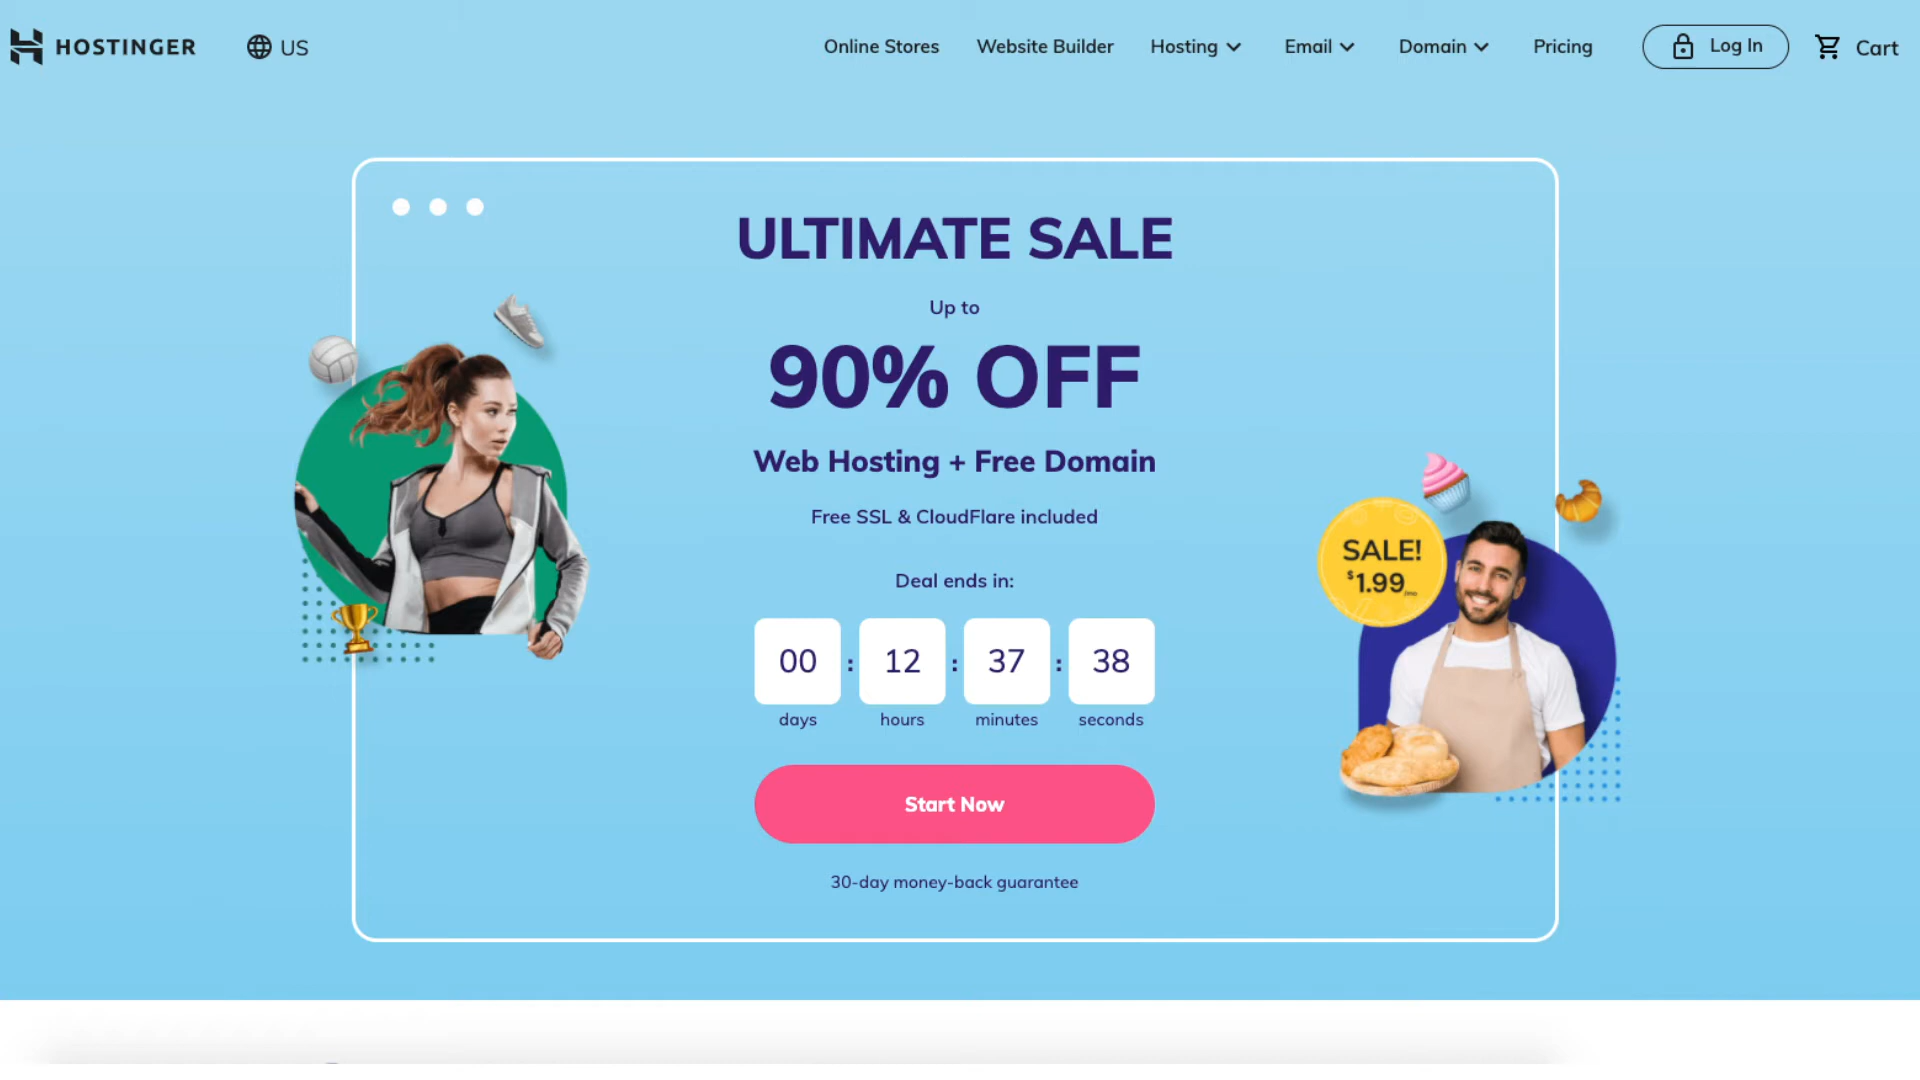 HOSTINGER
US
Online Stores
Website Builder
Hosting
Email
Domain
Pricing
Log In
Cart
ULTIMATE SALE
Up to
90% OFF
Web Hosting + Free Domain
Free SSL & CloudFlare included
SALE!
$1.99/mo
Deal ends in:
00 : 12 : 37 : 38
days hours minutes seconds
Start Now
30-day money-back guarantee